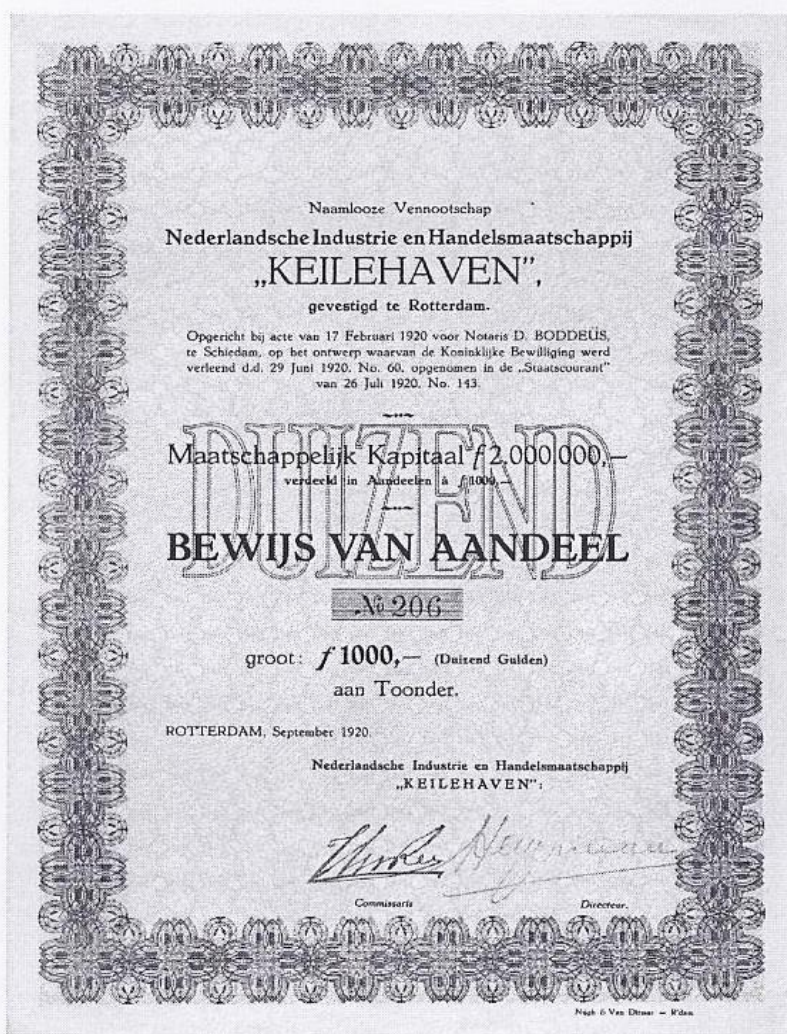 Naamlooze Vennootschap
Nederlandsche Industrie en Handelsmaatschappij
„KEILEHAVEN”,
gevestigd te Rotterdam.
Opgericht bij acte van 17 Februari 1920 voor Notaris D. BODDEÜS,
te Schiedam, op het ontwerp waarvan de Koninklijke Bewilliging werd
verleend d.d. 29 Juni 1920. No. 60, opgenomen in de „Staatscourant”
van 26 Juli 1920. No. 143.
DUIZEND
Maatschappelijk Kapitaal ƒ 2,000.000,—
verdeeld in Aandeelen à ƒ 1000,—
BEWIJS VAN AANDEEL
№ 206
groot: ƒ 1000,— (Duizend Gulden)
aan Toonder.
ROTTERDAM, September 1920.
Nederlandsche Industrie en Handelsmaatschappij
„KEILEHAVEN”:
Commissaris Directeur.
Nijgh & Van Ditmar — R'dam